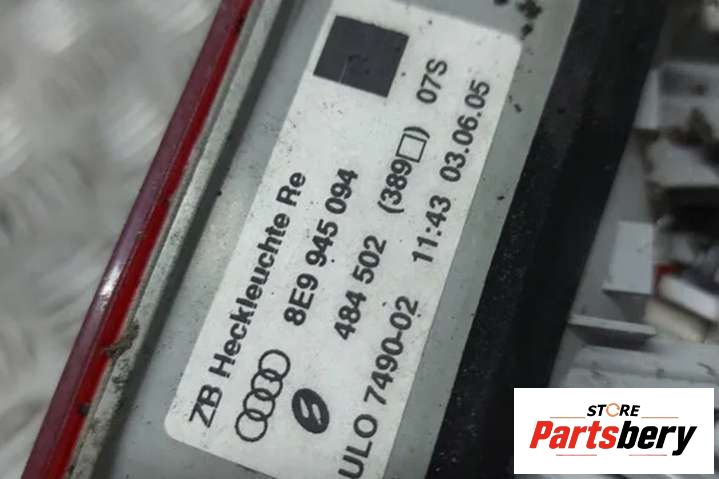 ZB Heckleuchte Re
8E9 945 094
484 502 (389□) 07S
ULO 7490-02 11:43 03.06.05
STORE
Partsbery